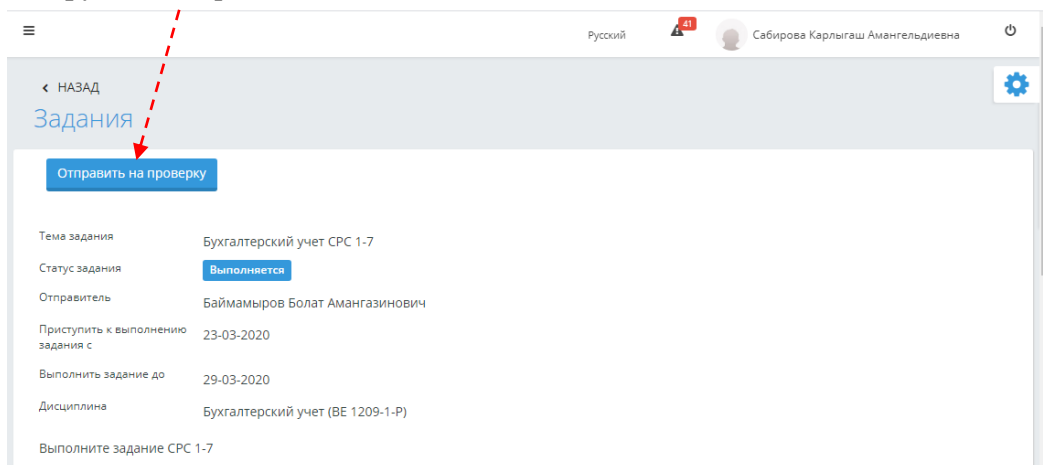 Русский
41
Сабирова Карлыгаш Амангельдиевна
НАЗАД
Задания
Отправить на проверку
Тема задания
Бухгалтерский учет СРС 1-7
Статус задания
Выполняется
Отправитель
Баймамыров Болат Амангазинович
Приступить к выполнению
задания с
23-03-2020
Выполнить задание до
29-03-2020
Дисциплина
Бухгалтерский учет (BE 1209-1-P)
Выполните задание СРС 1-7